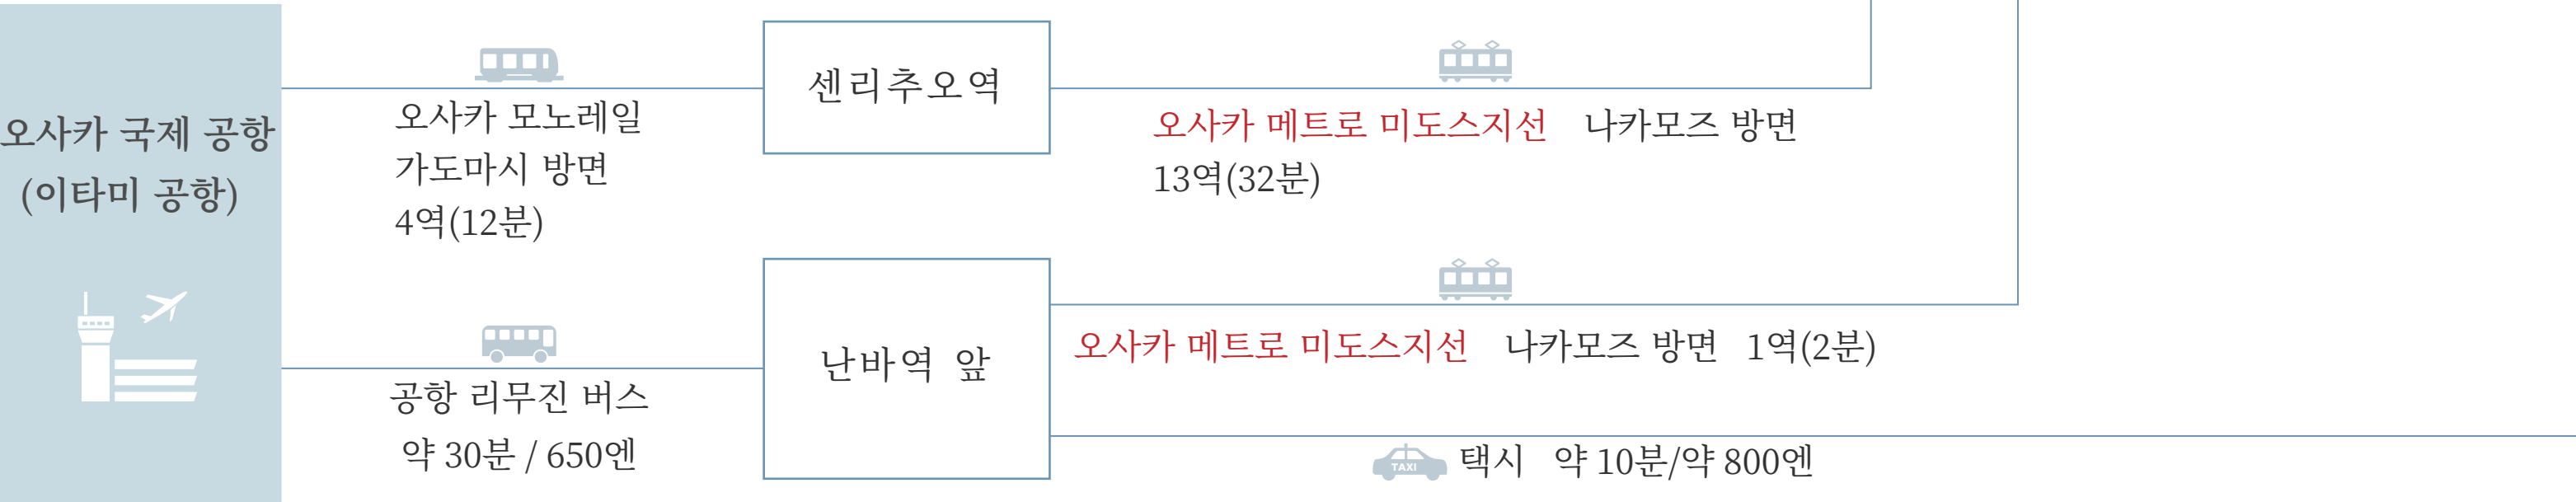 오사카 국제 공항
(이타미 공항)
오사카 모노레일
가도마시 방면
4역(12분)
센리추오역
오사카 메트로 미도스지선 나카모즈 방면
13역(32분)
공항 리무진 버스
약 30분 / 650엔
난바역 앞
오사카 메트로 미도스지선 나카모즈 방면 1역(2분)
TAXI 택시 약 10분/약 800엔